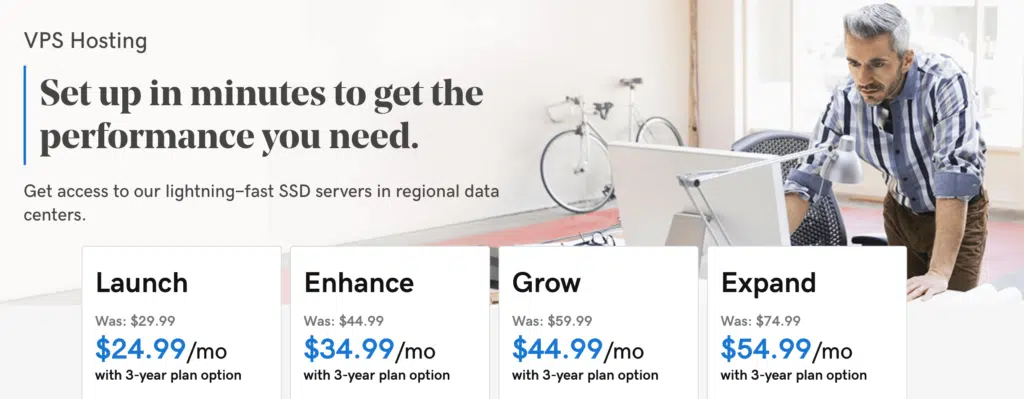 VPS Hosting
Set up in minutes to get the
performance you need.
Get access to our lightning-fast SSD servers in regional data
centers.
Launch
Was: $29.99
$24.99/mo
with 3-year plan option
Enhance
Was: $44.99
$34.99/mo
with 3-year plan option
Grow
Was: $59.99
$44.99/mo
with 3-year plan option
Expand
Was: $74.99
$54.99/mo
with 3-year plan option